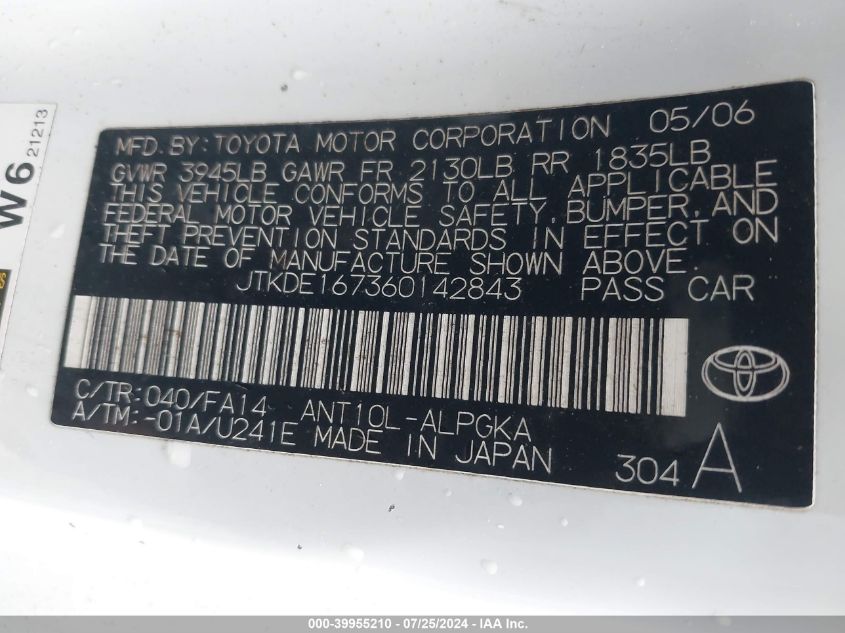 MFD.BY:TOYOTA MOTOR CORPORATION 05/06
GVWR 3945LB GAWR FR 2130LB RR 1835LB
THIS VEHICLE CONFORMS TO ALL APPLICABLE
FEDERAL MOTOR VEHICLE SAFETY, BUMPER, AND
THEFT PREVENTION STANDARDS IN EFFECT ON
THE DATE OF MANUFACTURE SHOWN ABOVE.
JTKDE167360142843 PASS CAR
C/TR:040/FA14 ANT10L-ALPGKA
A/TM:-01A/U241E MADE IN JAPAN
304 A
W6
21213
000-39955210 - 07/25/2024 - IAA Inc.